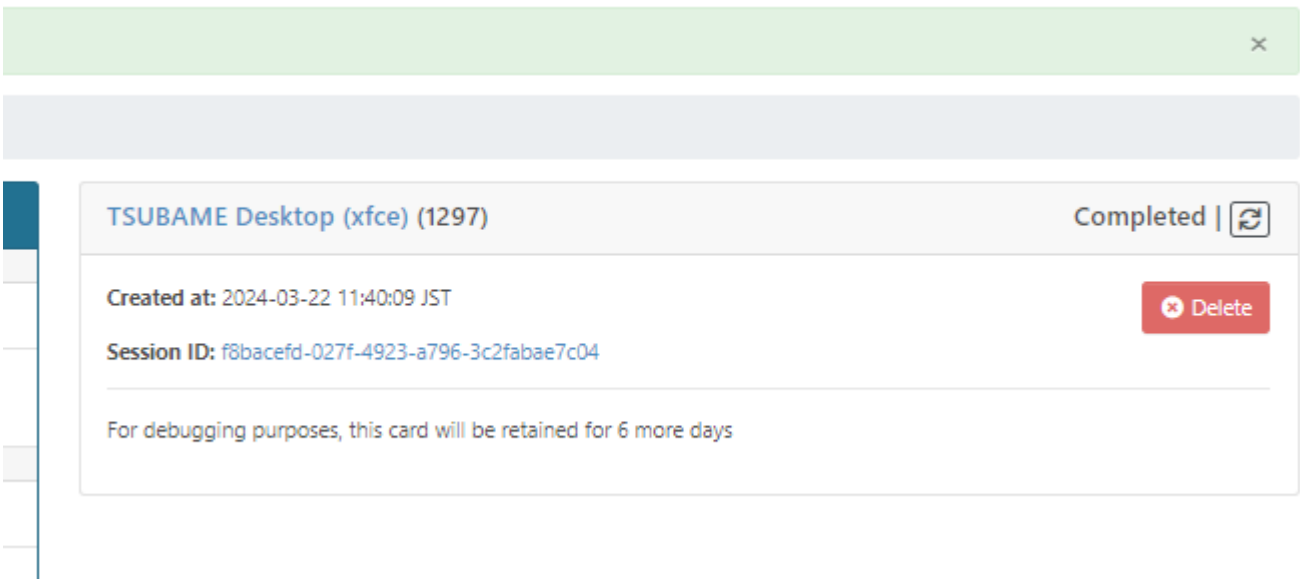 ×
TSUBAME Desktop (xfce) (1297)
Completed |
Created at: 2024-03-22 11:40:09 JST
Delete
Session ID: f8bacefd-027f-4923-a796-3c2fabae7c04
For debugging purposes, this card will be retained for 6 more days